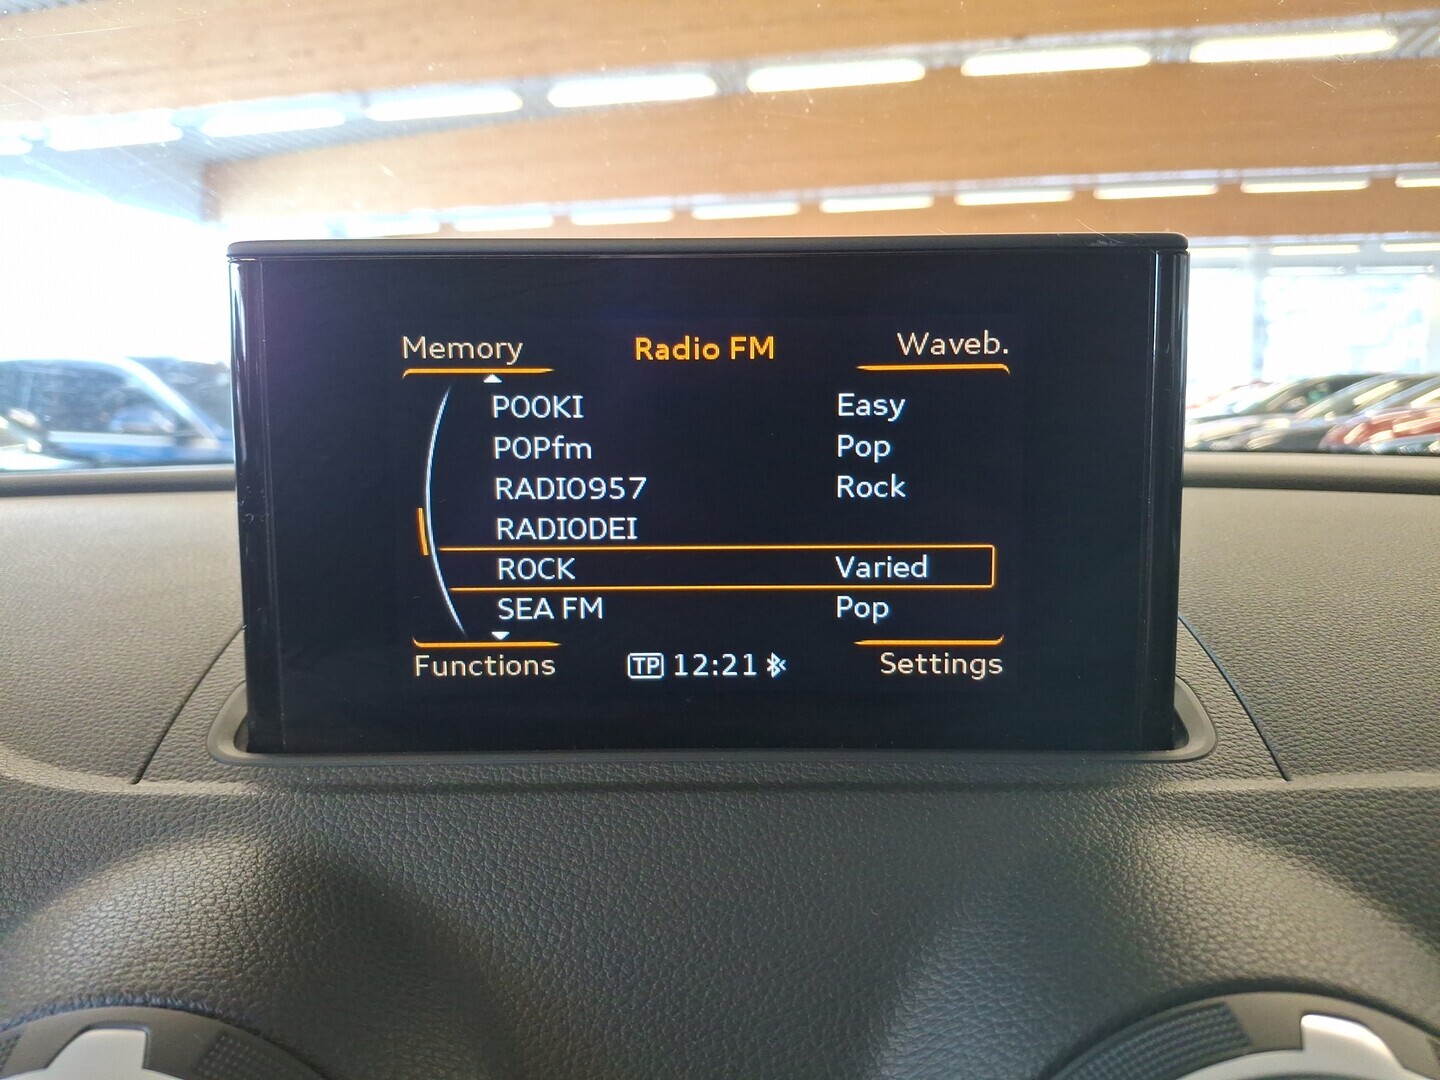 Memory Radio FM Waveb.
POOKI Easy
POPfm Pop
RADIO957 Rock
RADIODEI
ROCK Varied
SEA FM Pop
Functions TP 12:21 Settings